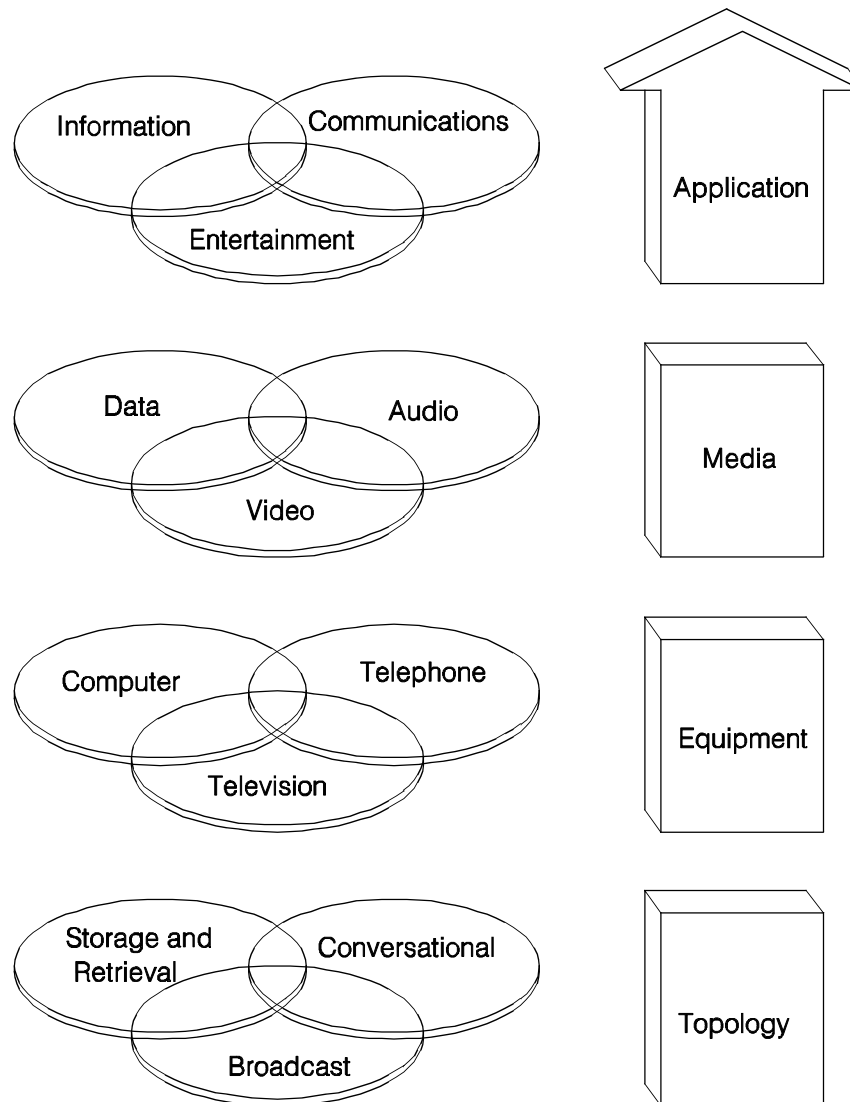 Information
Communications
Entertainment
Application
Data
Audio
Video
Media
Computer
Telephone
Television
Equipment
Storage and
Retrieval
Conversational
Broadcast
Topology